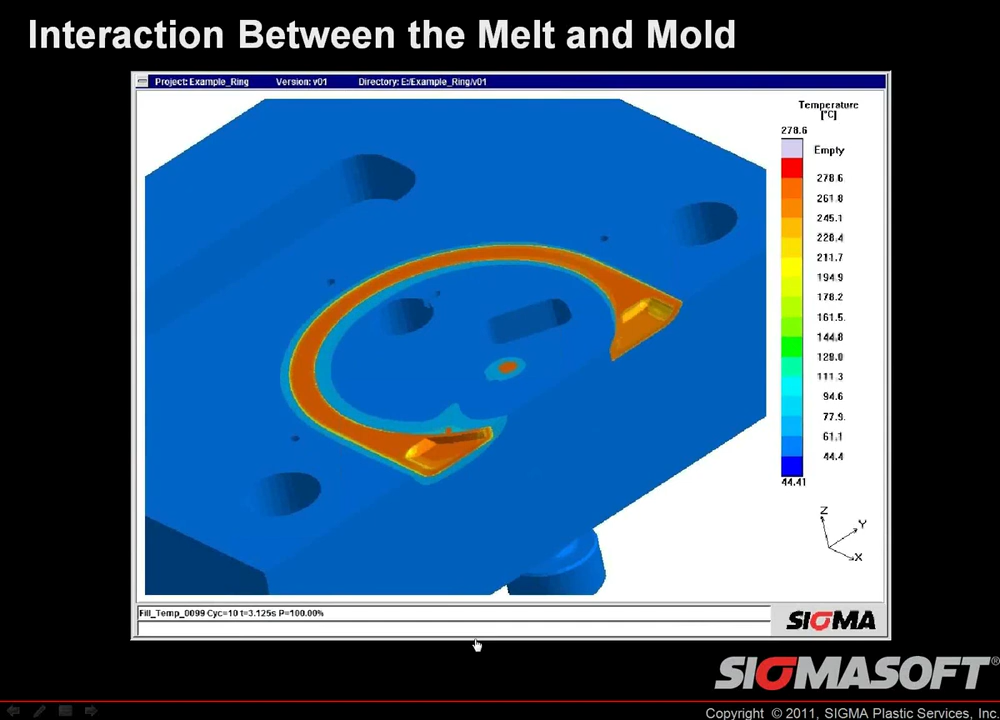 Interaction Between the Melt and Mold
Project: Example_Ring Version: v01 Directory: E:/Example_Ring/v01
Temperature
[°C]
278.6
Empty
278.6
261.8
245.1
228.4
211.7
194.9
178.2
161.5
144.8
128.0
111.3
94.6
77.9
61.1
44.4
44.41
Z
Y
X
Fill_Temp_0099 Cyc=10 t=3.125s P=100.00%
SIGMA
SIGMASOFT®
Copyright © 2011, SIGMA Plastic Services, Inc.